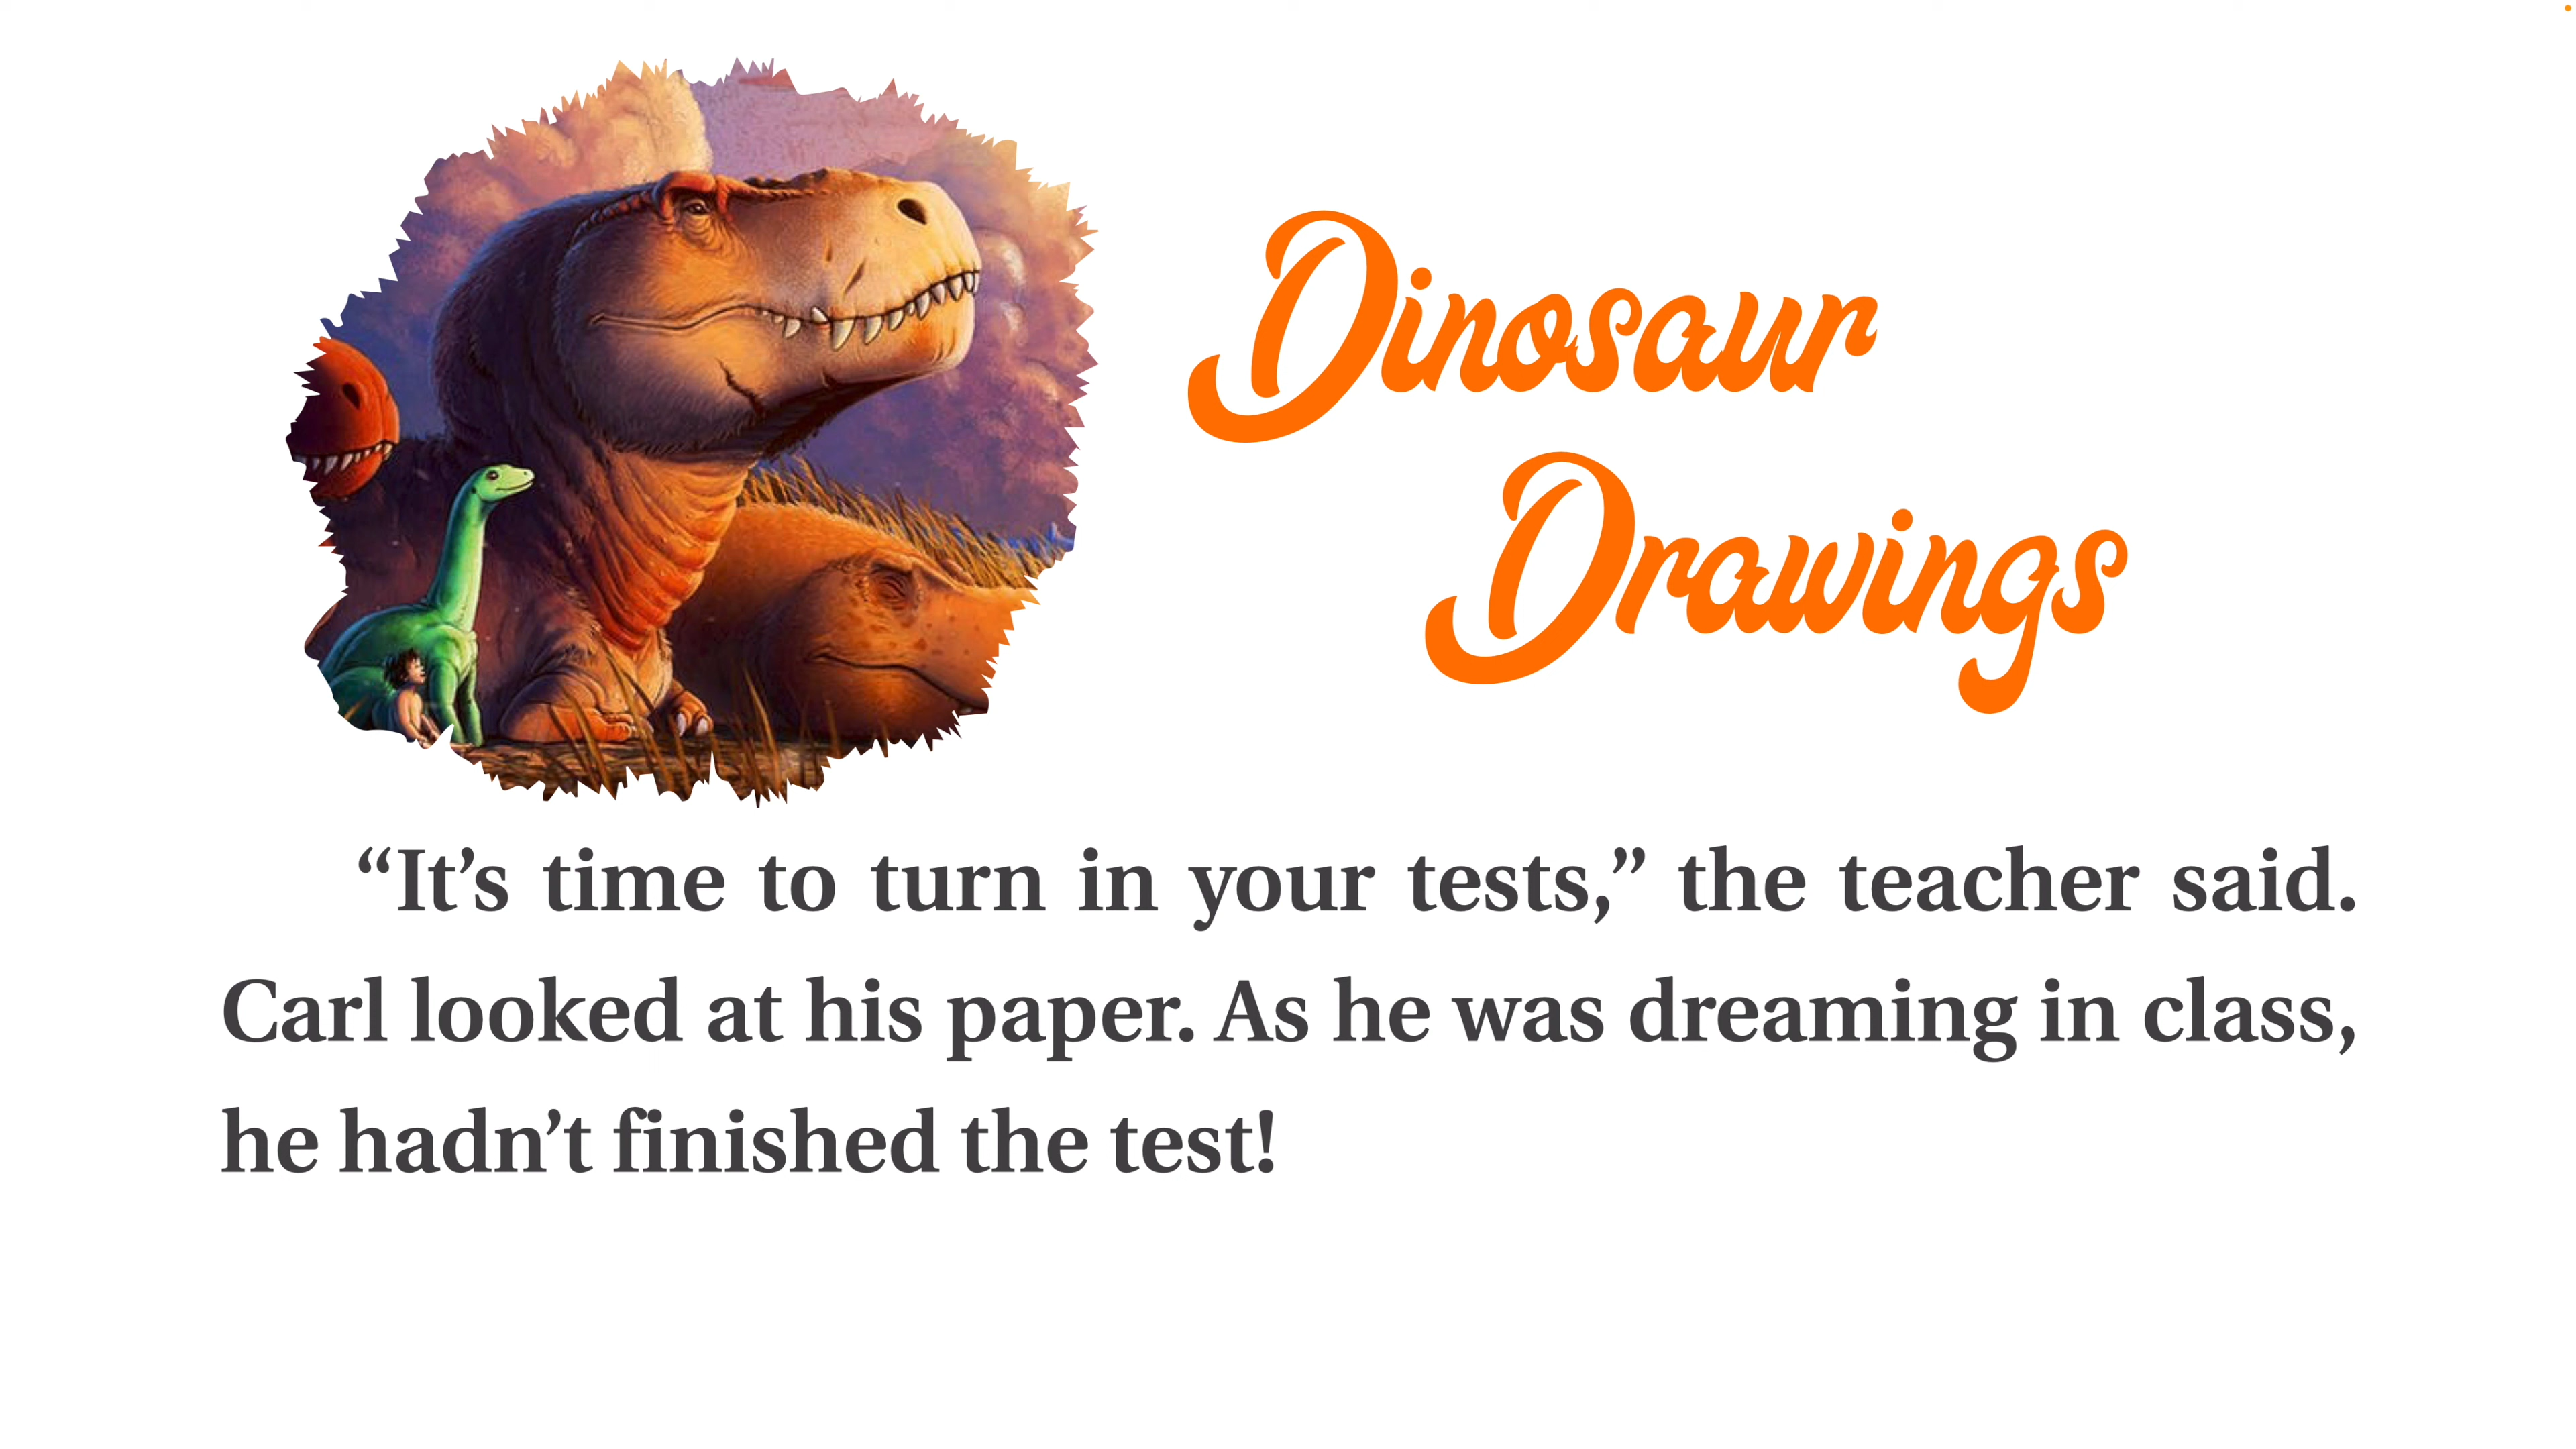 Dinosaur
Drawings
“It’s time to turn in your tests,” the teacher said.
Carl looked at his paper. As he was dreaming in class,
he hadn’t finished the test!